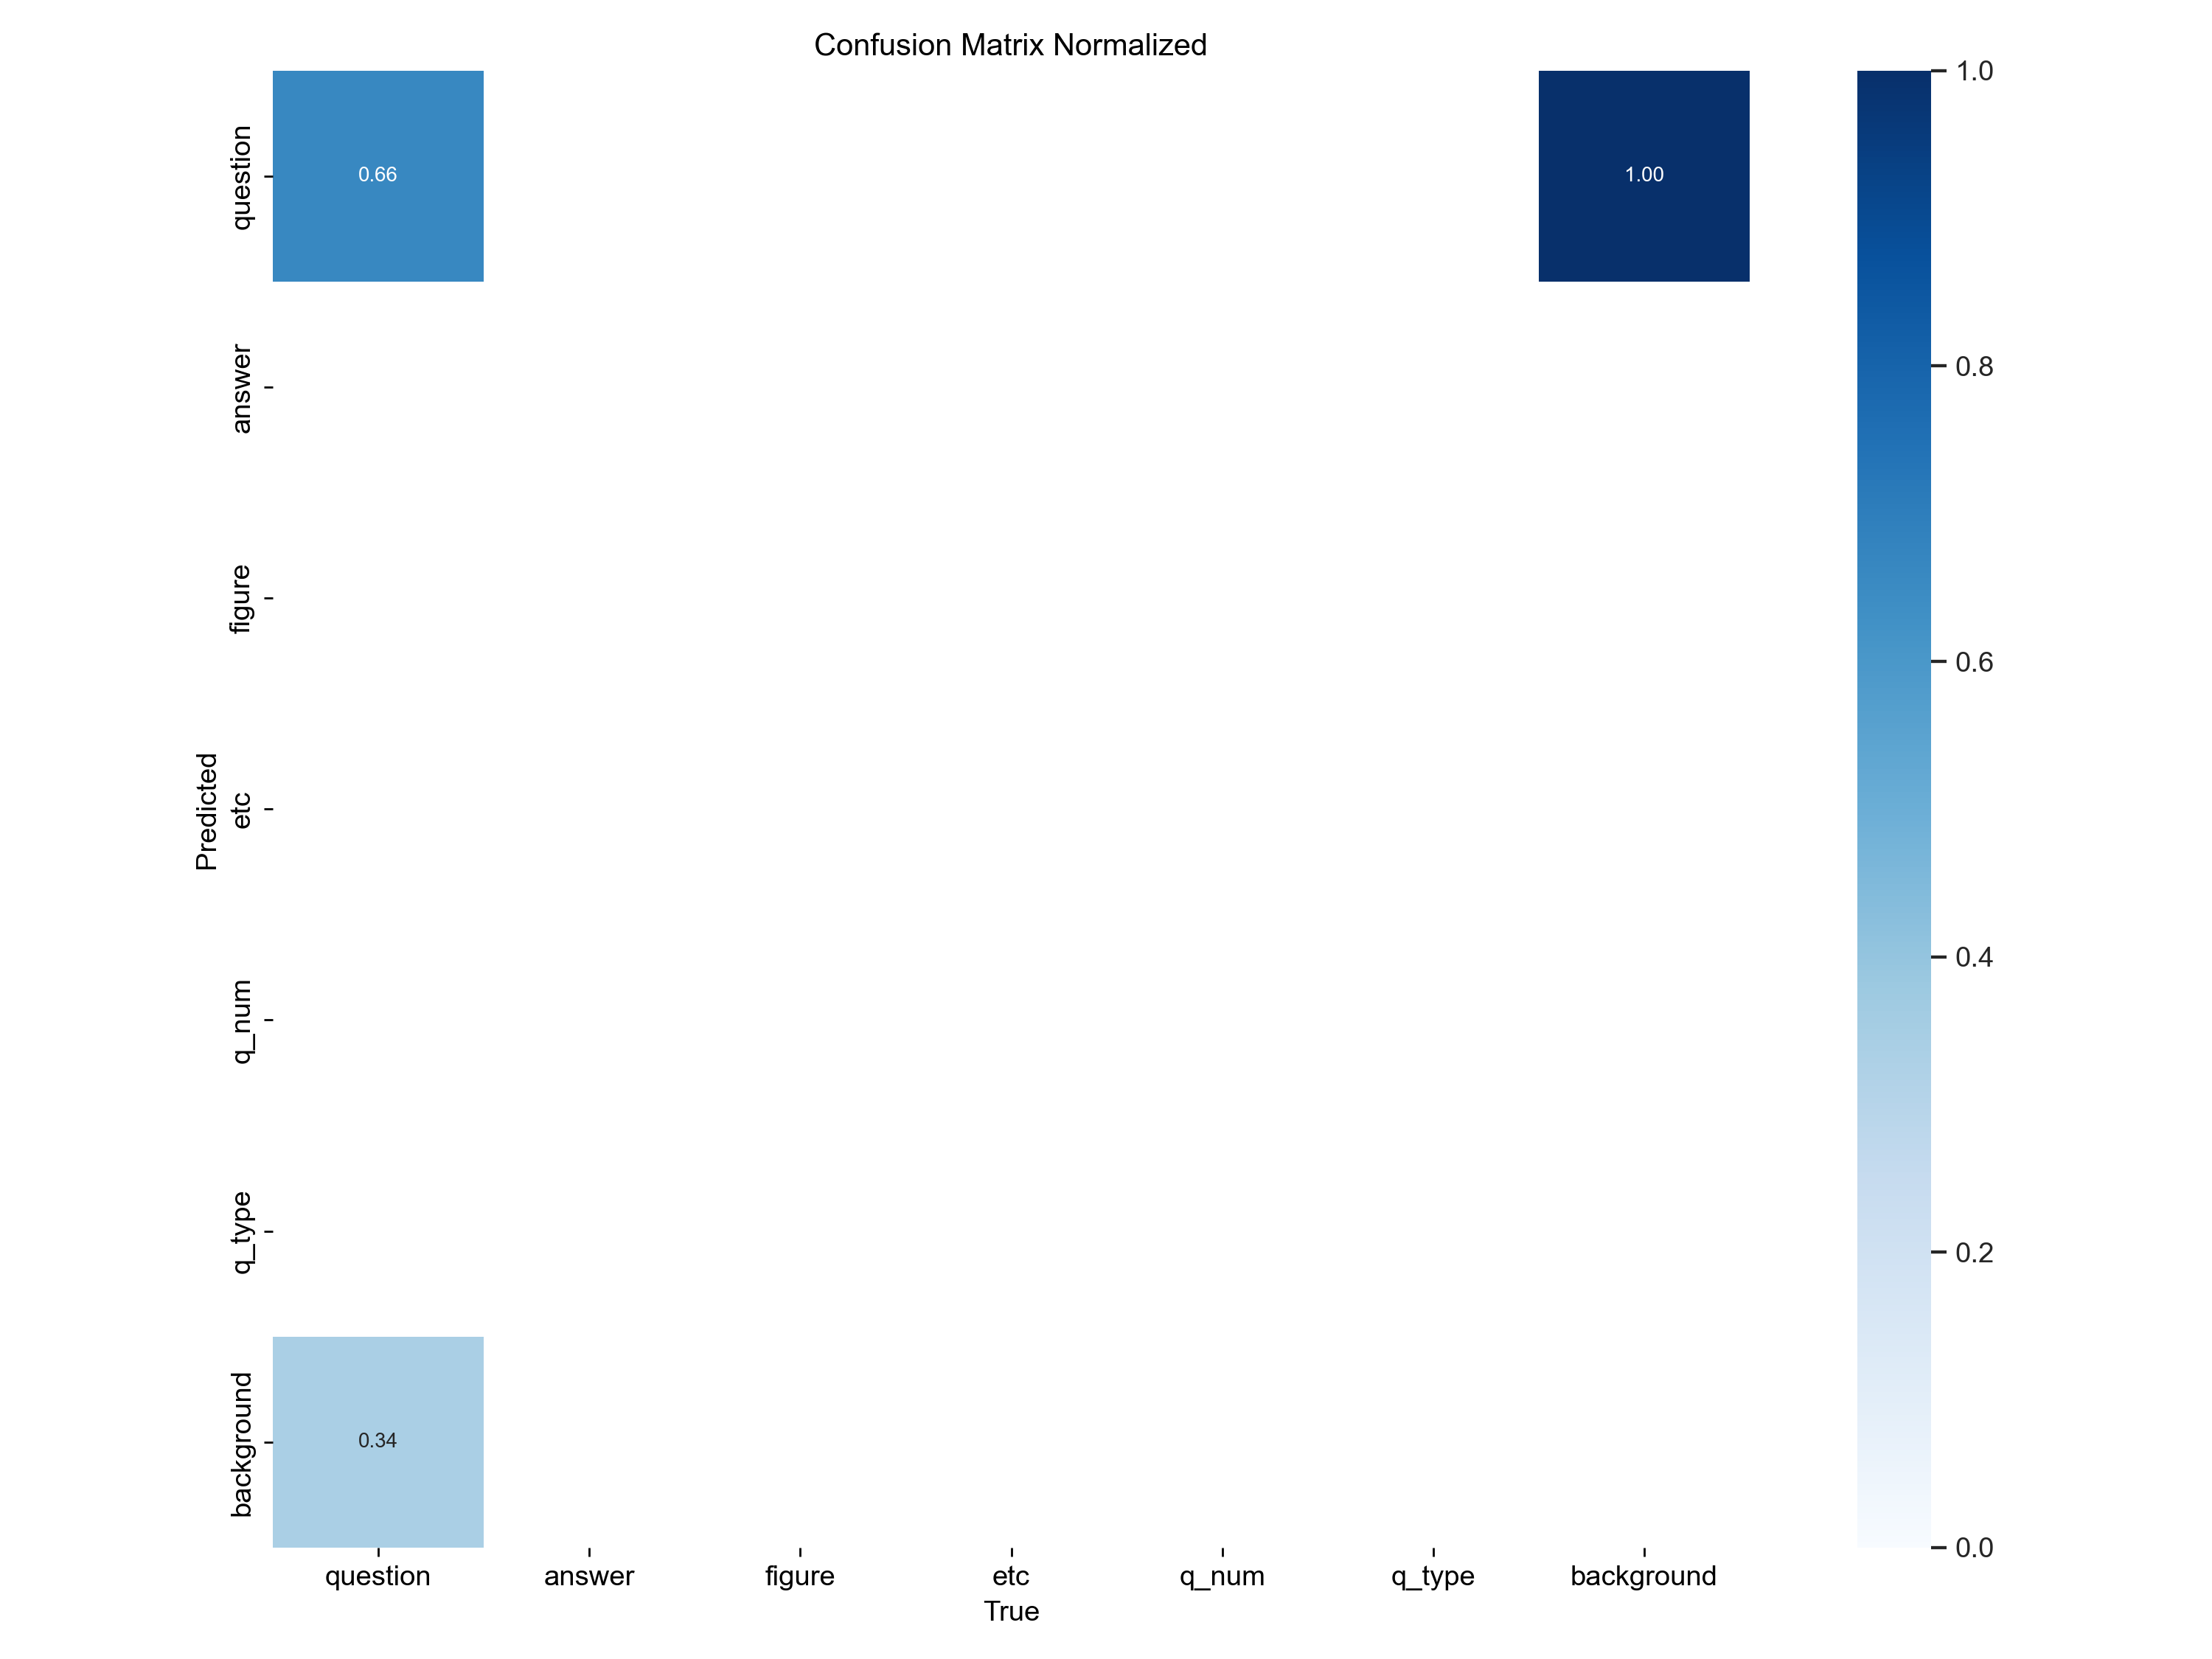 Confusion Matrix Normalized
question
answer
figure
etc
q_num
q_type
background
Predicted
0.66
1.00
0.34
question answer figure etc q_num q_type background
True
1.0
0.8
0.6
0.4
0.2
0.0